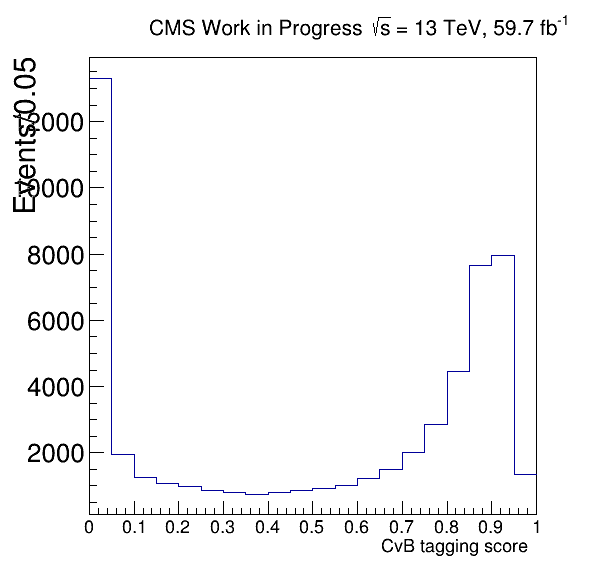 CMS Work in Progress √s = 13 TeV, 59.7 fb⁻¹
Events/0.05
2000
0000
8000
6000
4000
2000
0 0.1 0.2 0.3 0.4 0.5 0.6 0.7 0.8 0.9 1
CvB tagging score